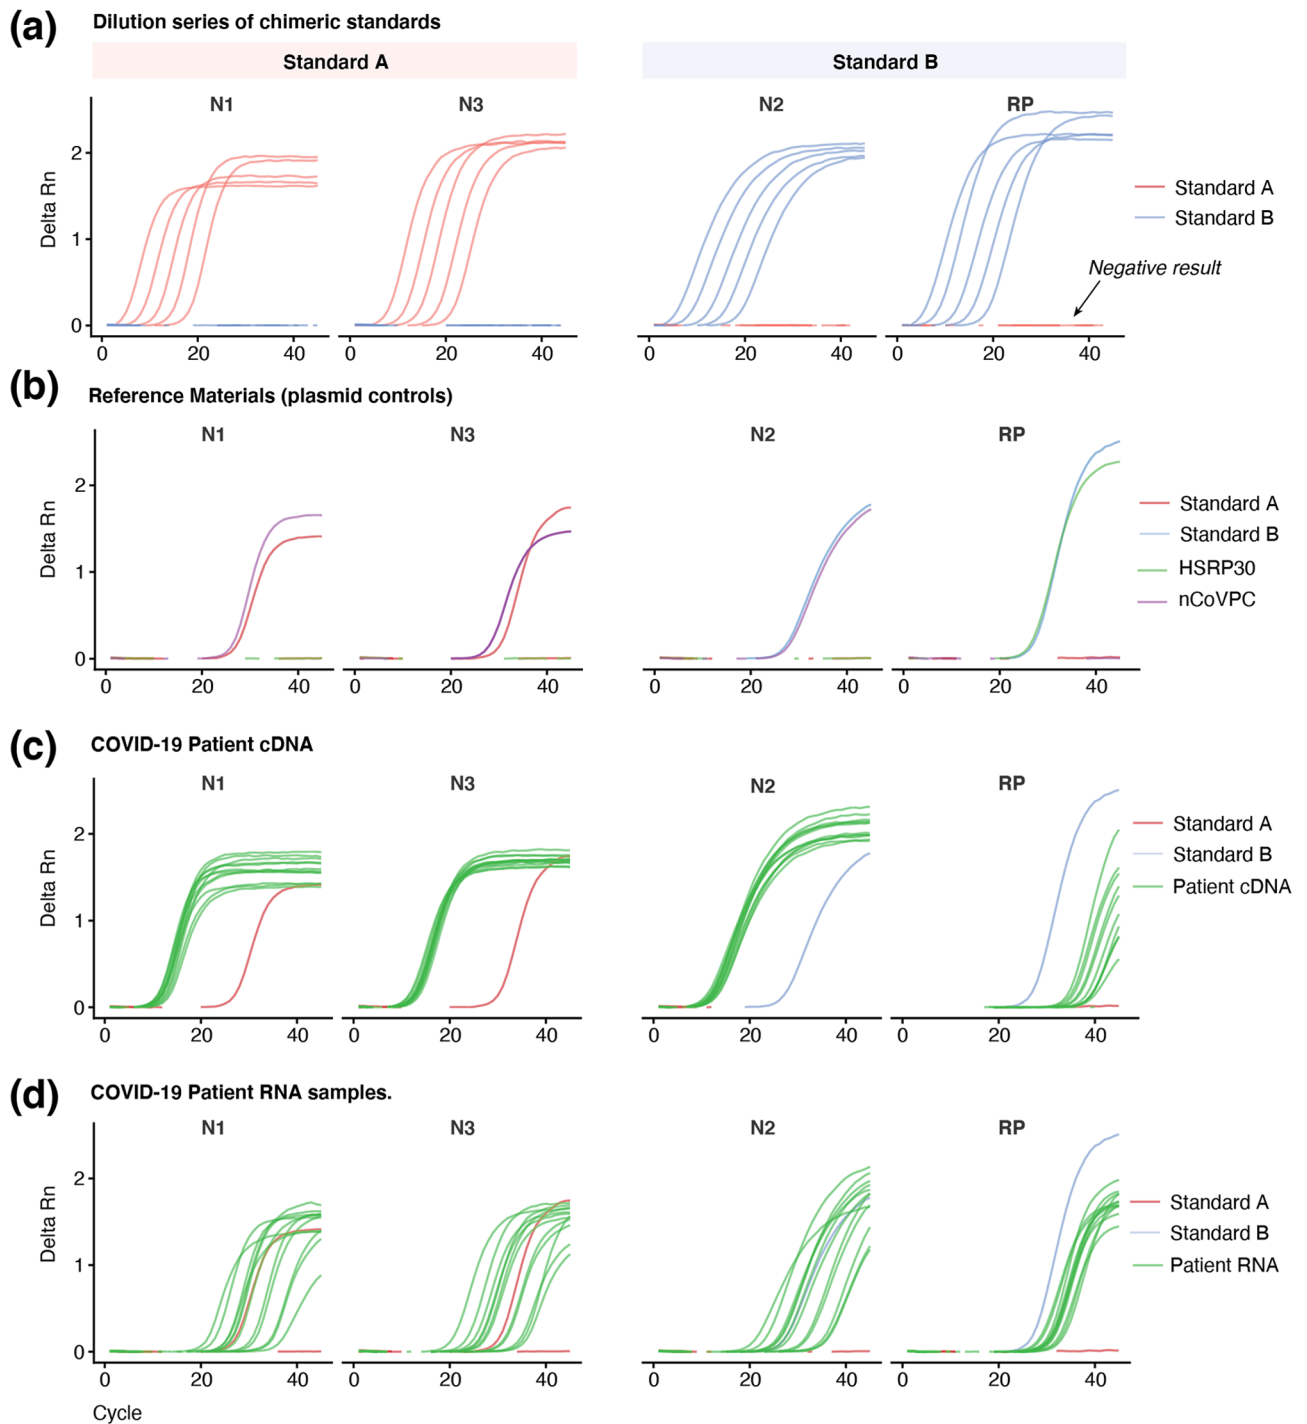 (a) Dilution series of chimeric standards
Standard A Standard B
N1 N3 N2 RP
Delta Rn
2
1
0
0 20 40 0 20 40 0 20 40 0 20 40
Standard A
Standard B
Negative result
(b) Reference Materials (plasmid controls)
N1 N3 N2 RP
Delta Rn
2
1
0
0 20 40 0 20 40 0 20 40 0 20 40
Standard A
Standard B
HSRP30
nCoVPC
(c) COVID-19 Patient cDNA
N1 N3 N2 RP
Delta Rn
2
1
0
0 20 40 0 20 40 0 20 40 0 20 40
Standard A
Standard B
Patient cDNA
(d) COVID-19 Patient RNA samples.
N1 N3 N2 RP
Delta Rn
2
1
0
0 20 40 0 20 40 0 20 40 0 20 40
Standard A
Standard B
Patient RNA
Cycle